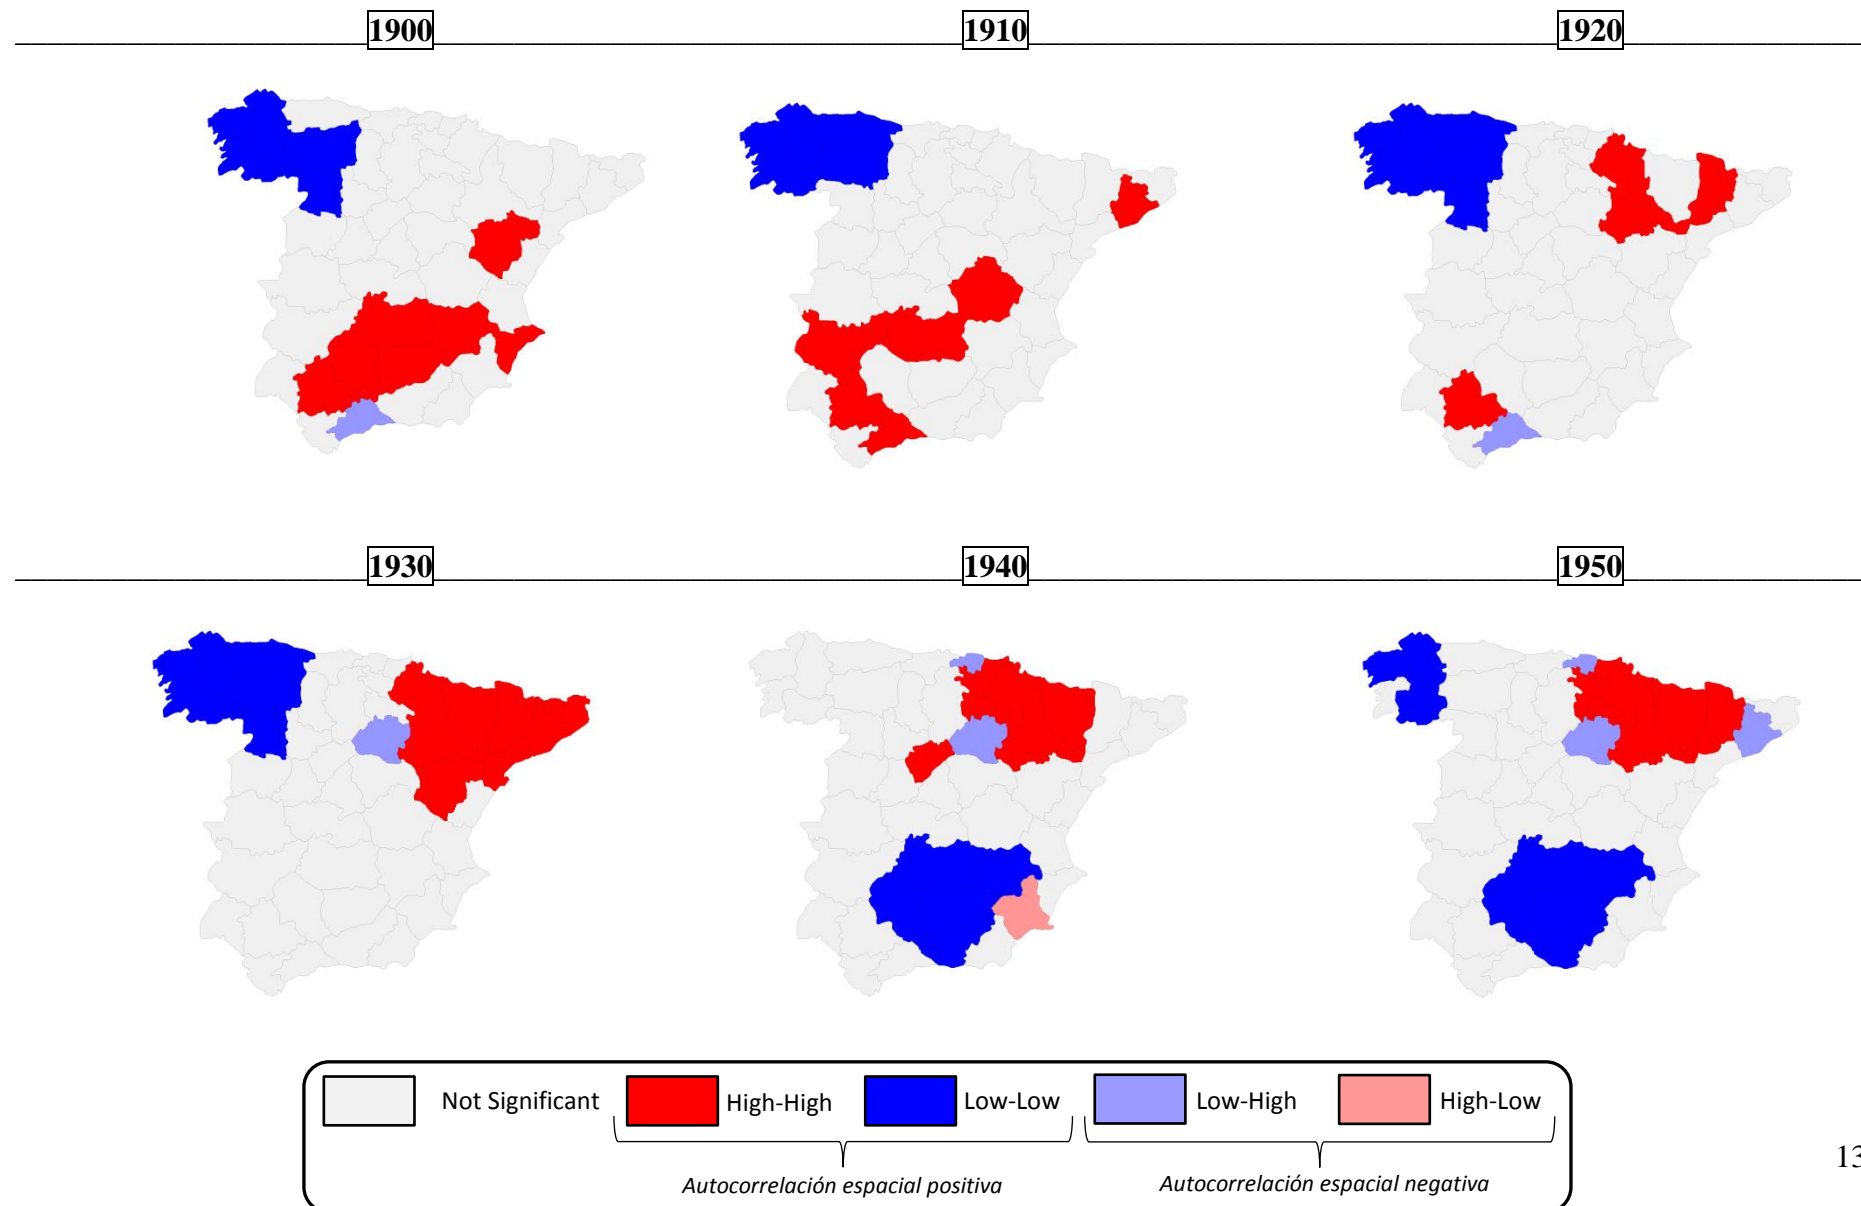 1900 1910 1920
1930 1940 1950
Not Significant High-High Low-Low Low-High High-Low
13
Autocorrelación espacial positiva Autocorrelación espacial negativa